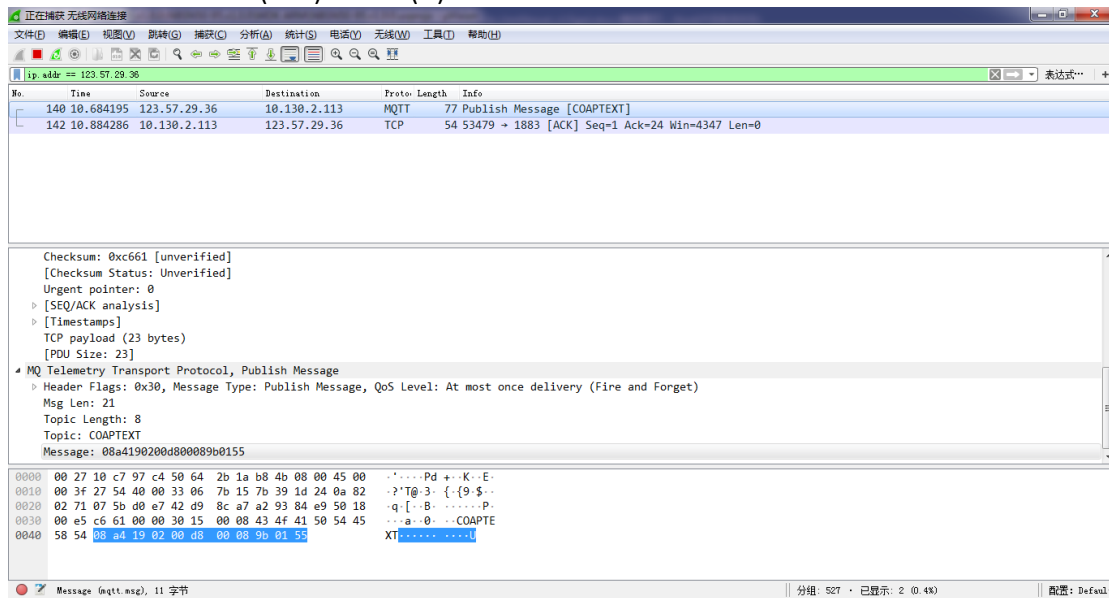 正在捕获 无线网络连接
文件(F) 编辑(E) 视图(V) 跳转(G) 捕获(C) 分析(A) 统计(S) 电话(Y) 无线(W) 工具(T) 帮助(H)
ip.addr == 123.57.29.36 表达式… +
No. Time Source Destination Proto Length Info
140 10.684195 123.57.29.36 10.130.2.113 MQTT 77 Publish Message [COAPTEXT]
142 10.884286 10.130.2.113 123.57.29.36 TCP 54 53479 → 1883 [ACK] Seq=1 Ack=24 Win=4347 Len=0
Checksum: 0xc661 [unverified]
[Checksum Status: Unverified]
Urgent pointer: 0
[SEQ/ACK analysis]
[Timestamps]
TCP payload (23 bytes)
[PDU Size: 23]
MQ Telemetry Transport Protocol, Publish Message
Header Flags: 0x30, Message Type: Publish Message, QoS Level: At most once delivery (Fire and Forget)
Msg Len: 21
Topic Length: 8
Topic: COAPTEXT
Message: 08a4190200d800089b0155
0000 00 27 10 c7 97 c4 50 64 2b 1a b8 4b 08 00 45 00 ·'····Pd +··K··E·
0010 00 3f 27 54 40 00 33 06 7b 15 7b 39 1d 24 0a 82 ·?'T@·3· {·{9·$··
0020 02 71 07 5b d0 e7 42 d9 8c a7 a2 93 84 e9 50 18 ·q·[··B· ······P·
0030 00 e5 c6 61 00 00 30 15 00 08 43 4f 41 50 54 45 ···a··0· ··COAPTE
0040 58 54 08 a4 19 02 00 d8 00 08 9b 01 55 XT······ ····U
Message (mqtt.msg), 11 字节 分组: 527 · 已显示: 2 (0.4%) 配置: Defaul